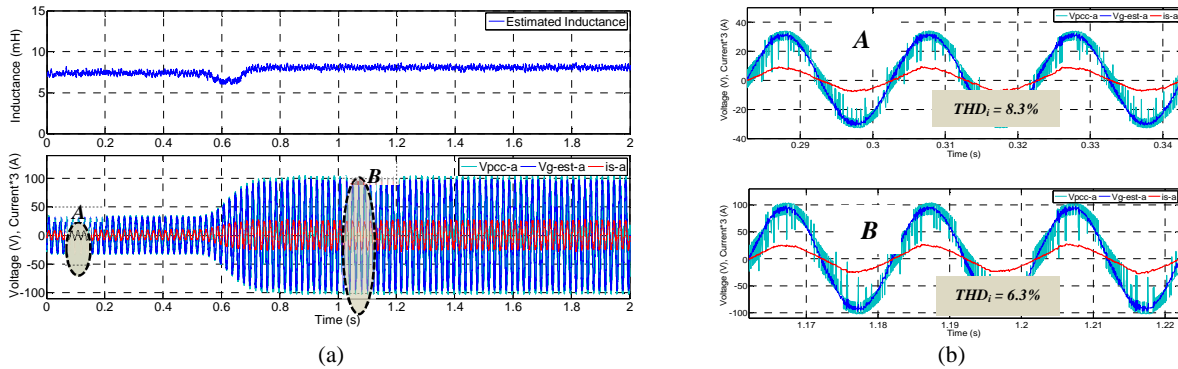 Estimated Inductance
Inductance (mH)
15
10
5
0
0 0.2 0.4 0.6 0.8 1 1.2 1.4 1.6 1.8 2
Vpcc-a Vg-est-a is-a
Voltage (V), Current*3 (A)
100
50
0
-50
-100
A
B
0 0.2 0.4 0.6 0.8 1 1.2 1.4 1.6 1.8 2
Time (s)
(a)
Vpcc-a Vg-est-a is-a
Voltage (V), Current*3 (A)
40
20
0
-20
-40
A
THDi = 8.3%
0.29 0.3 0.31 0.32 0.33 0.34
Time (s)
Vpcc-a Vg-est-a is-a
Voltage (V), Current*3 (A)
100
50
0
-50
-100
B
THDi = 6.3%
1.17 1.18 1.19 1.2 1.21 1.22
Time (s)
(b)